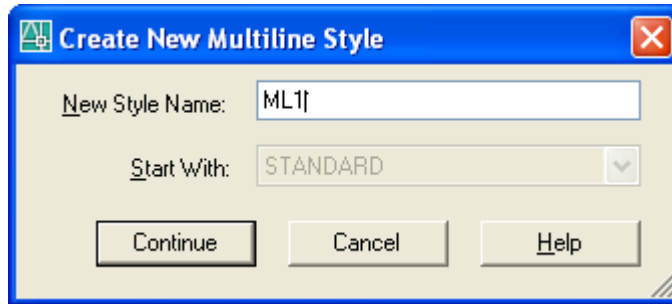 Create New Multiline Style
New Style Name: ML1
Start With: STANDARD
Continue Cancel Help